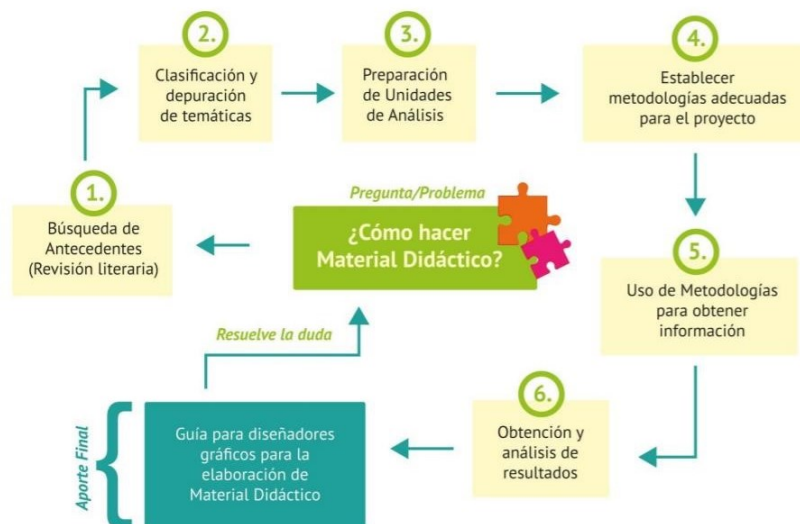 Pregunta/Problema
¿Cómo hacer
Material Didáctico?
1.
Búsqueda de
Antecedentes
(Revisión literaria)
2.
Clasificación y
depuración
de temáticas
3.
Preparación
de Unidades
de Análisis
4.
Establecer
metodologías adecuadas
para el proyecto
5.
Uso de Metodologías
para obtener
información
6.
Obtención y
análisis de
resultados
Aporte Final
Guía para diseñadores
gráficos para la
elaboración de
Material Didáctico
Resuelve la duda